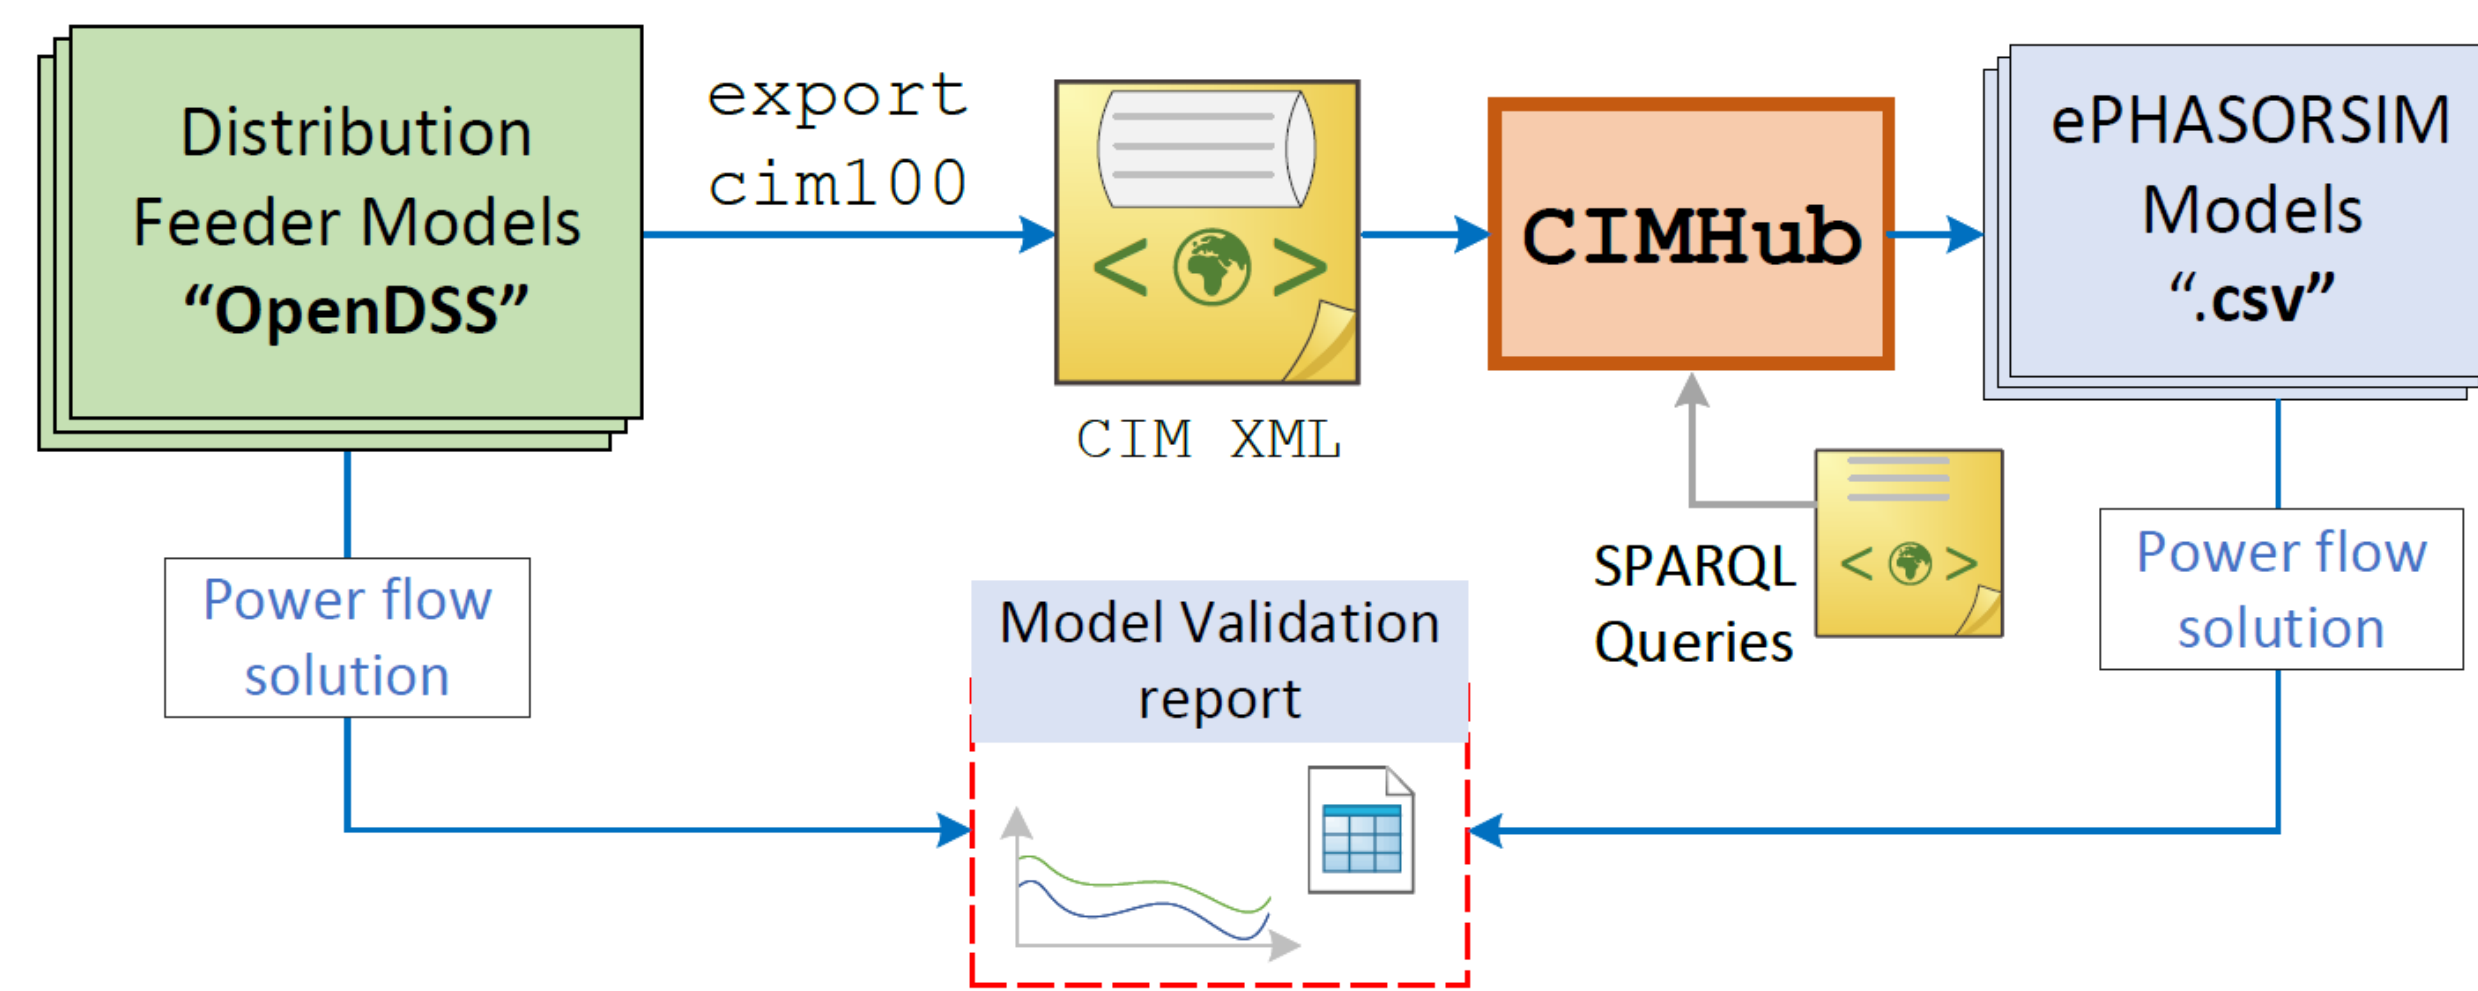 Distribution
Feeder Models
“OpenDSS”
export
cim100
CIM XML
CIMHub
ePHASORSIM
Models
“.csv”
SPARQL
Queries
< >
< >
Power flow
solution
Model Validation
report
Power flow
solution